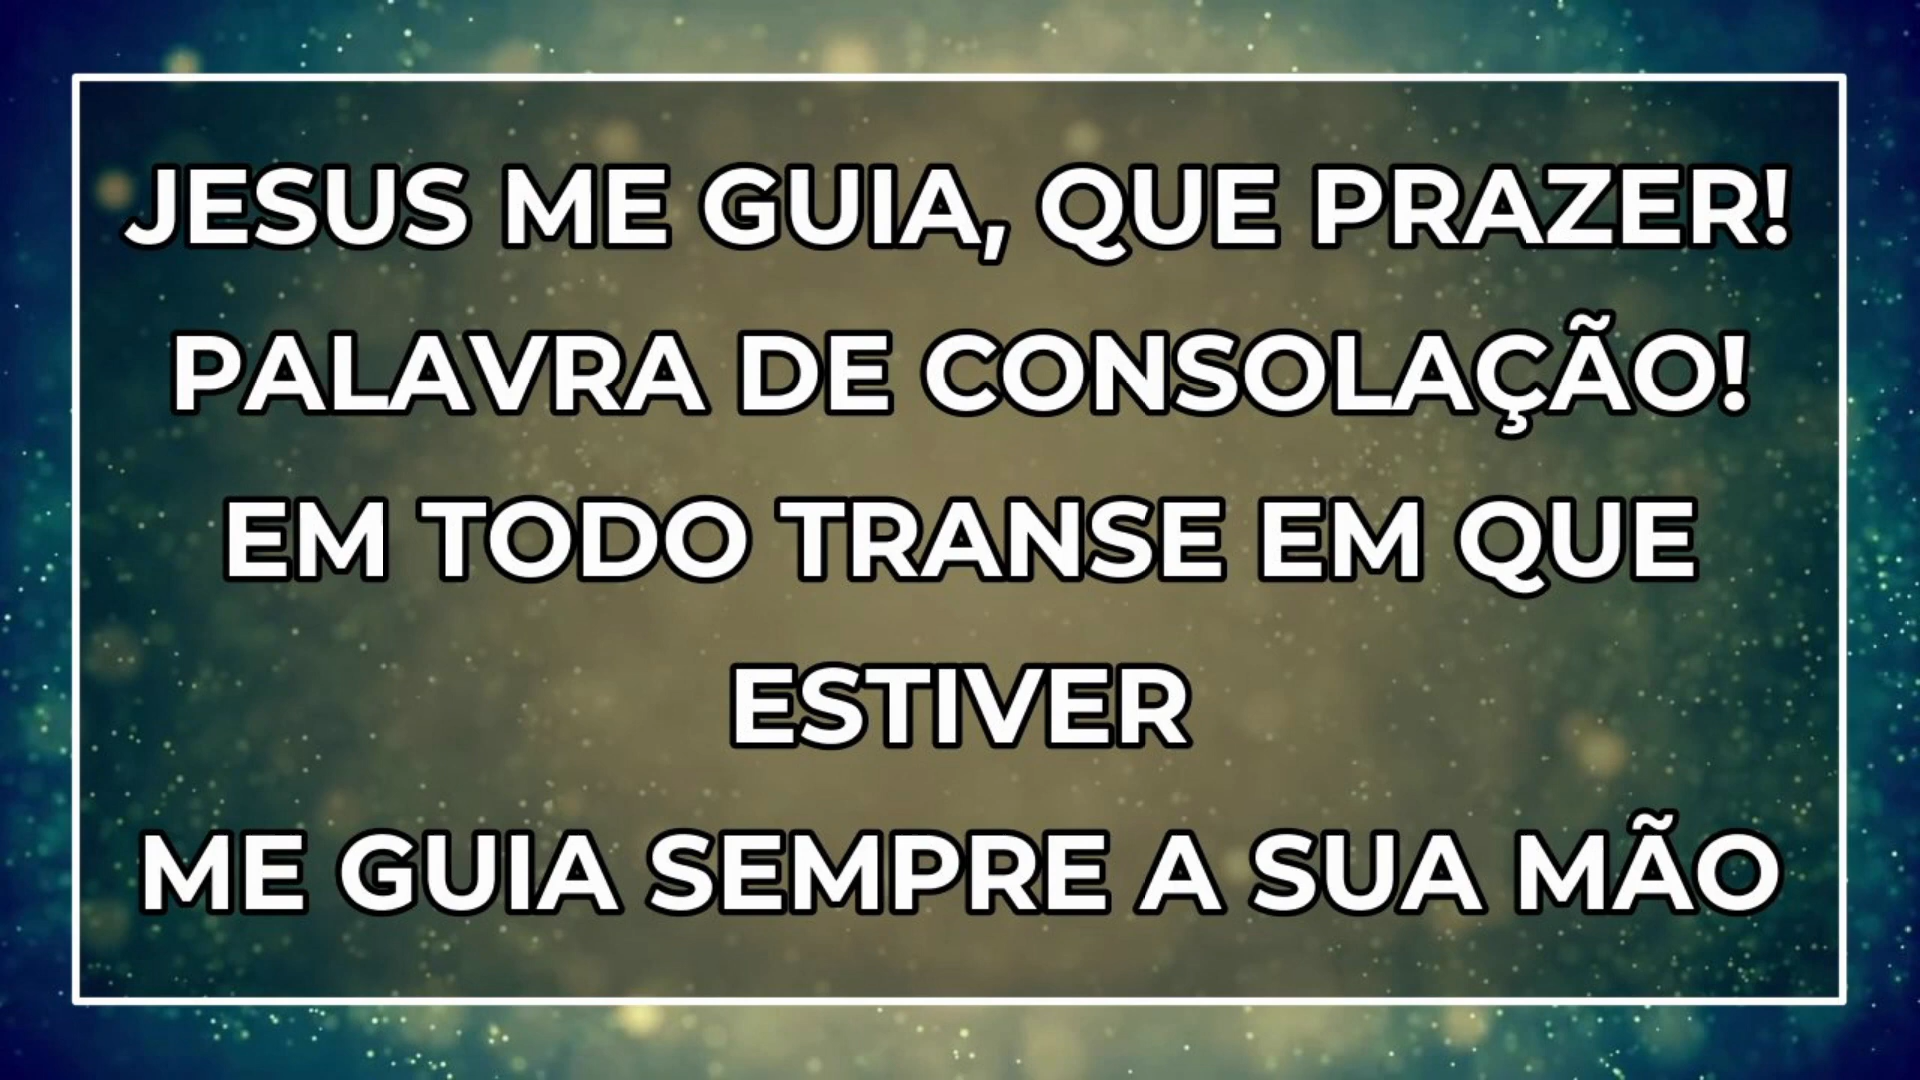 JESUS ME GUIA, QUE PRAZER!
PALAVRA DE CONSOLAÇÃO!
EM TODO TRANSE EM QUE
ESTIVER
ME GUIA SEMPRE A SUA MÃO